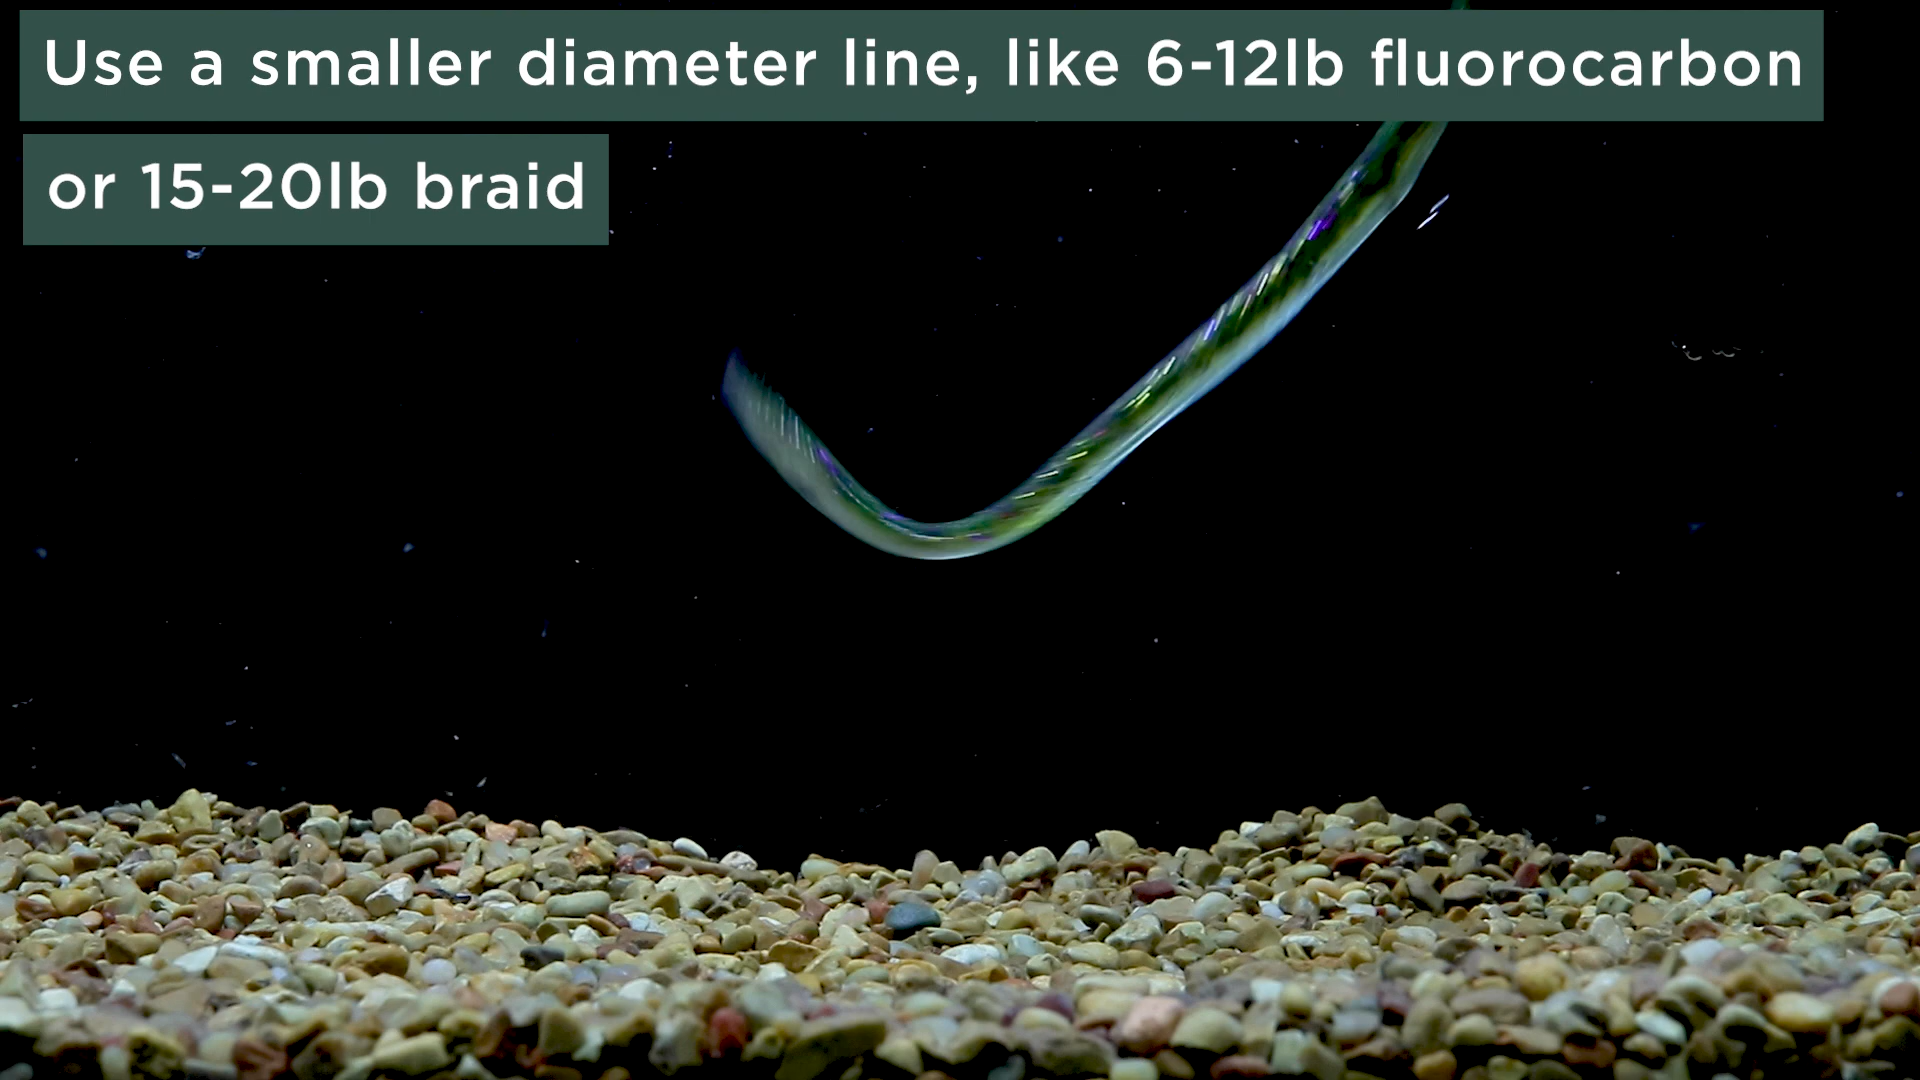 Use a smaller diameter line, like 6-12lb fluorocarbon
or 15-20lb braid